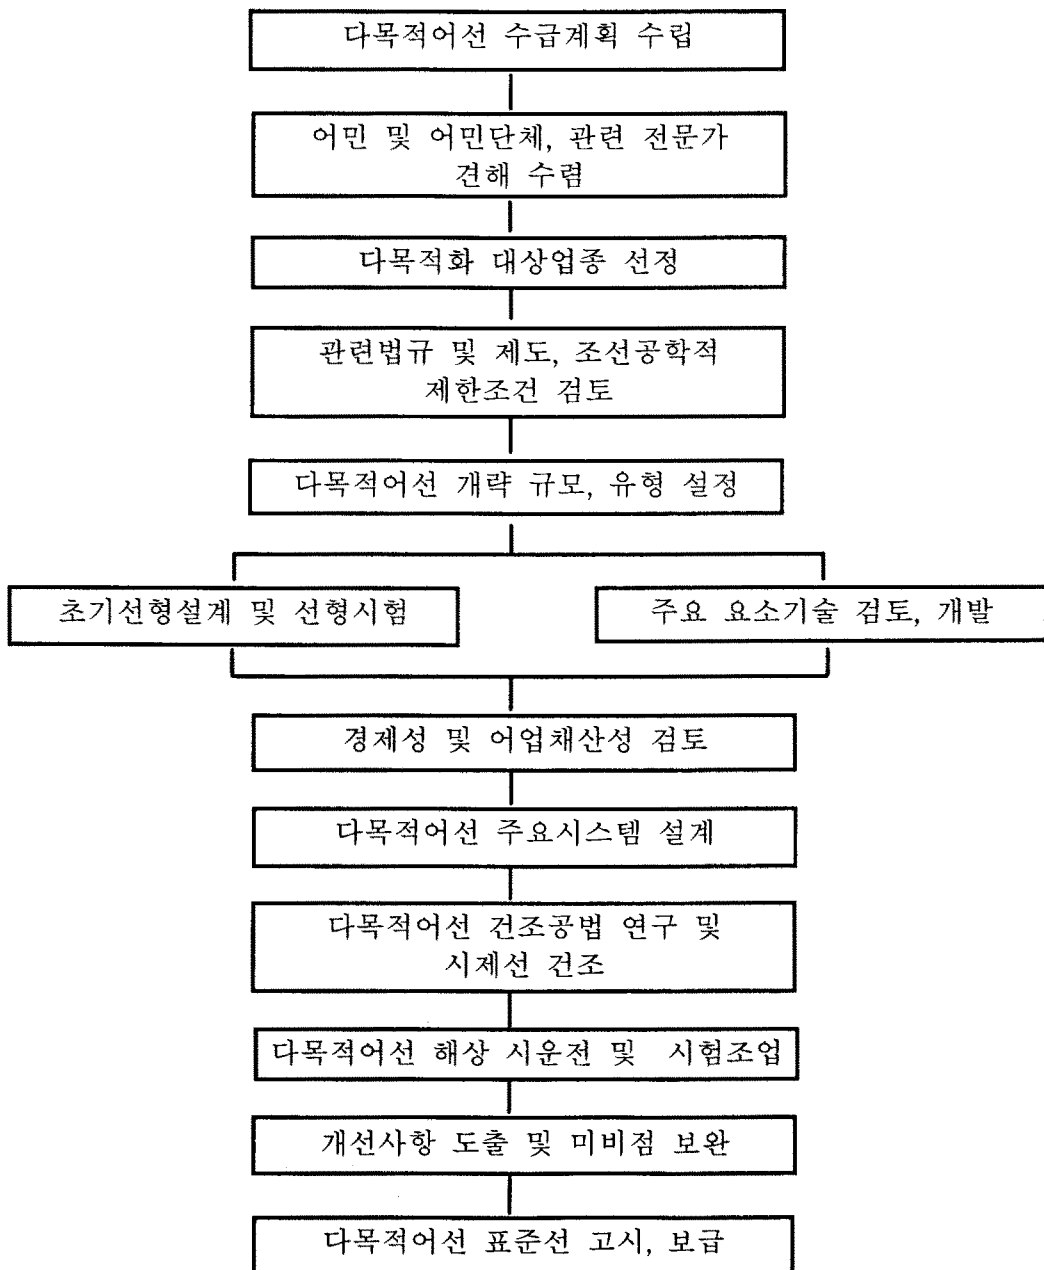 다목적어선 수급계획 수립
어민 및 어민단체, 관련 전문가
견해 수렴
다목적화 대상업종 선정
관련법규 및 제도, 조선공학적
제한조건 검토
다목적어선 개략 규모, 유형 설정
초기선형설계 및 선형시험
주요 요소기술 검토, 개발
경제성 및 어업채산성 검토
다목적어선 주요시스템 설계
다목적어선 건조공법 연구 및
시제선 건조
다목적어선 해상 시운전 및 시험조업
개선사항 도출 및 미비점 보완
다목적어선 표준선 고시, 보급